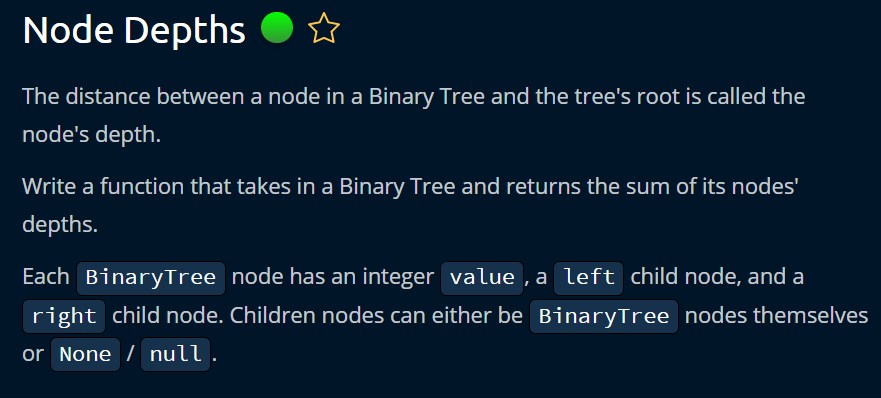 Node Depths
The distance between a node in a Binary Tree and the tree's root is called the
node's depth.
Write a function that takes in a Binary Tree and returns the sum of its nodes'
depths.
Each BinaryTree node has an integer value, a left child node, and a
right child node. Children nodes can either be BinaryTree nodes themselves
or None / null.